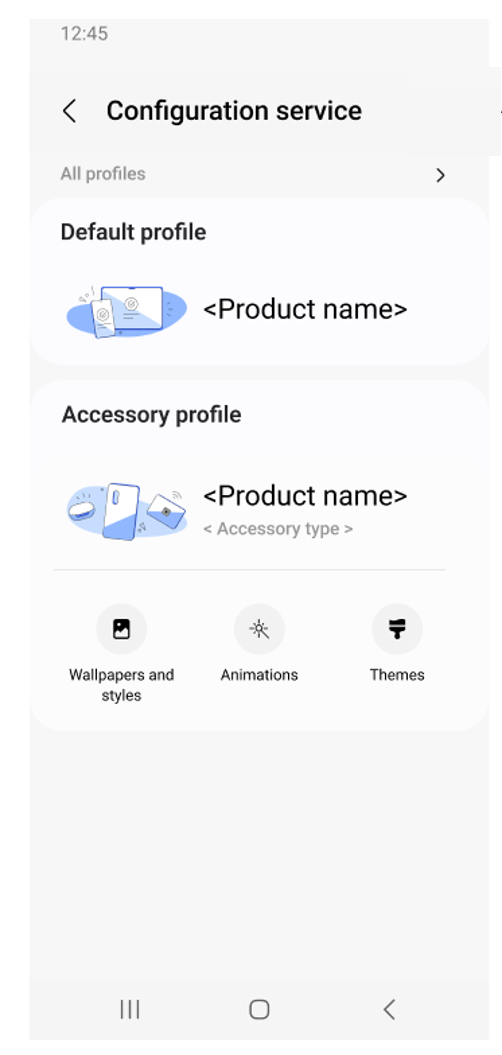 12:45
Configuration service
All profiles
Default profile
<Product name>
Accessory profile
<Product name>
< Accessory type >
Wallpapers and
styles
Animations
Themes